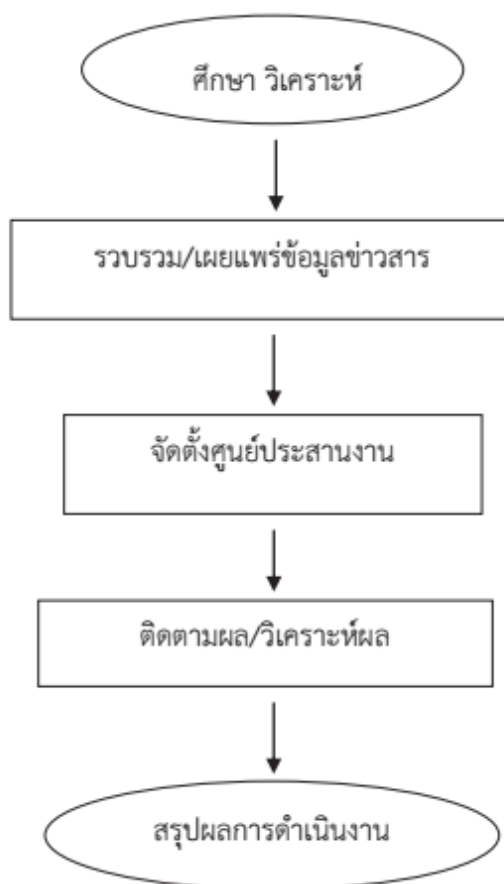 ศึกษา วิเคราะห์
รวบรวม/เผยแพร่ข้อมูลข่าวสาร
จัดตั้งศูนย์ประสานงาน
ติดตามผล/วิเคราะห์ผล
สรุปผลการดำเนินงาน